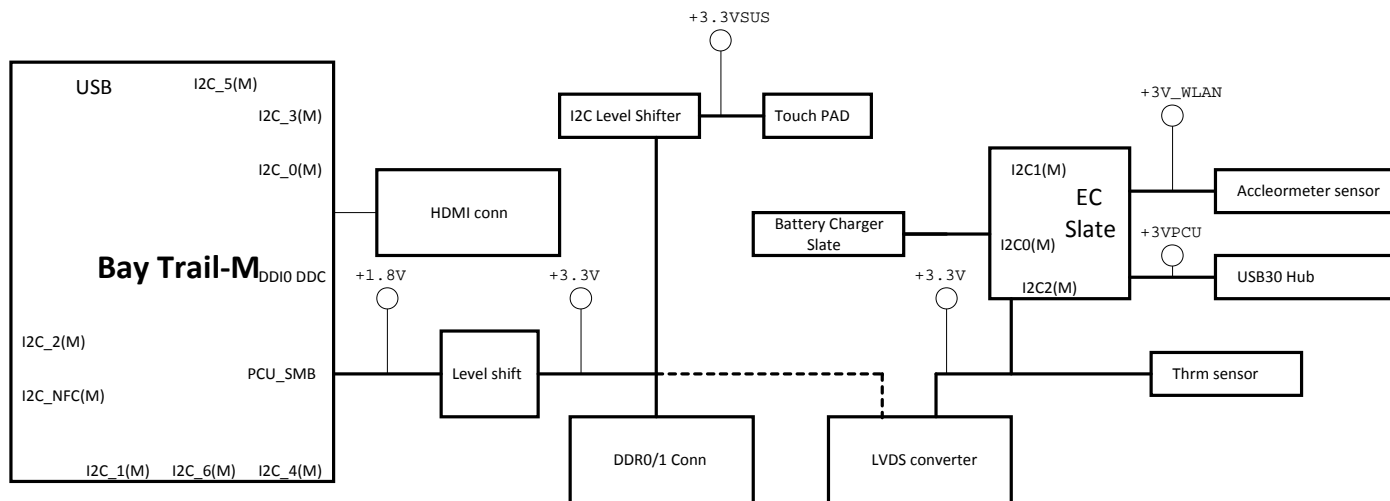 +3.3VSUS
USB
I2C_5(M)
I2C_3(M)
I2C Level Shifter
Touch PAD
+3V_WLAN
I2C_0(M)
I2C1(M)
EC
Slate
Accleormeter sensor
HDMI conn
Battery Charger
Slate
I2C0(M)
+3VPCU
Bay Trail-M
DDI0 DDC
+1.8V
+3.3V
+3.3V
I2C2(M)
USB30 Hub
I2C_2(M)
PCU_SMB
Level shift
Thrm sensor
I2C_NFC(M)
I2C_1(M)
I2C_6(M)
I2C_4(M)
DDR0/1 Conn
LVDS converter